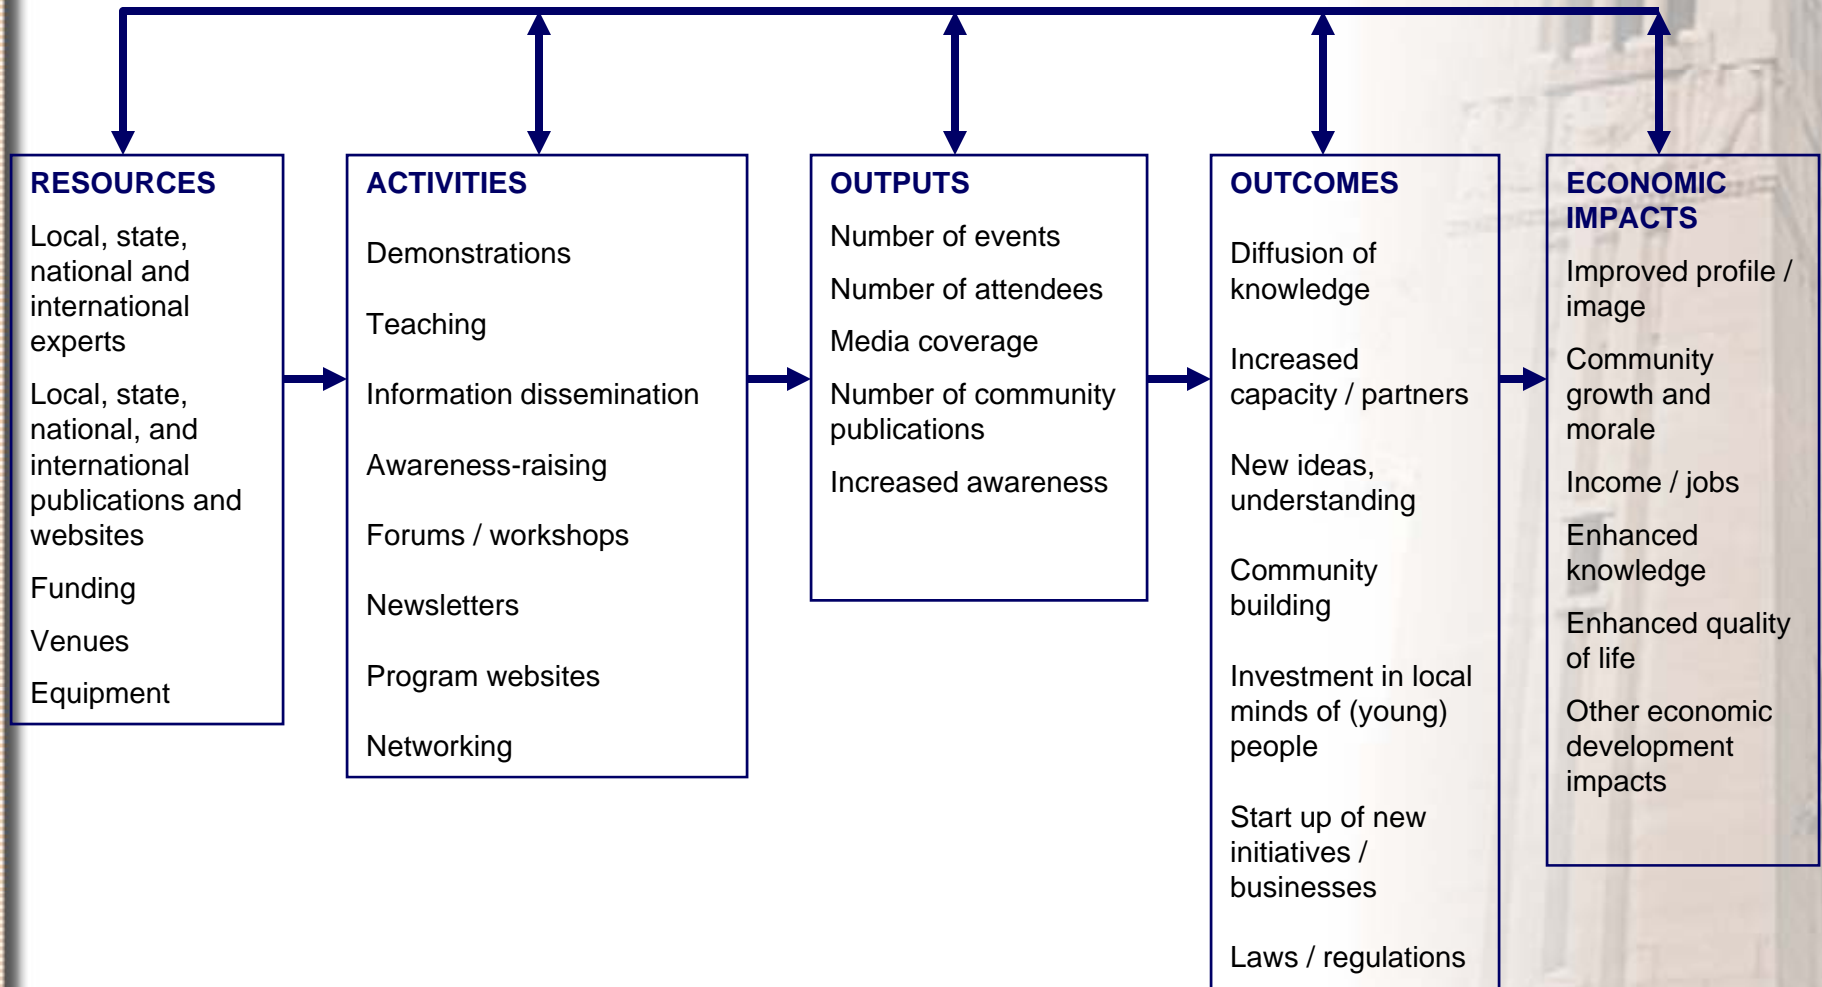 RESOURCES
Local, state,
national and
international
experts
Local, state,
national, and
international
publications and
websites
Funding
Venues
Equipment
ACTIVITIES
Demonstrations
Teaching
Information dissemination
Awareness-raising
Forums / workshops
Newsletters
Program websites
Networking
OUTPUTS
Number of events
Number of attendees
Media coverage
Number of community
publications
Increased awareness
OUTCOMES
Diffusion of
knowledge
Increased
capacity / partners
New ideas,
understanding
Community
building
Investment in local
minds of (young)
people
Start up of new
initiatives /
businesses
Laws / regulations
ECONOMIC
IMPACTS
Improved profile /
image
Community
growth and
morale
Income / jobs
Enhanced
knowledge
Enhanced quality
of life
Other economic
development
impacts